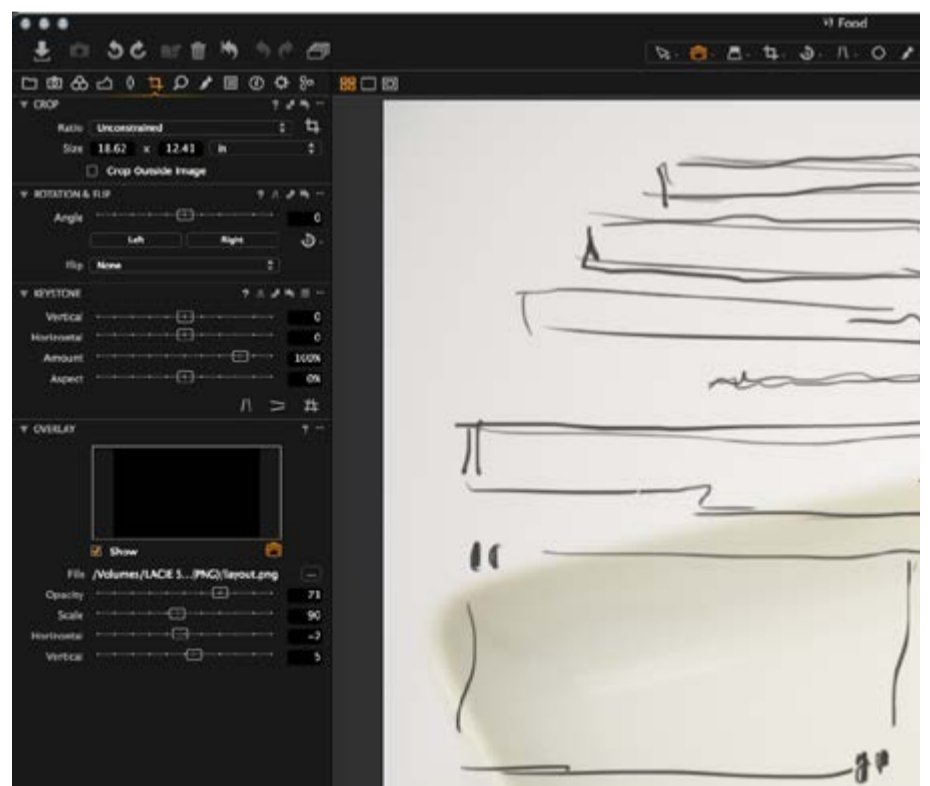 Food
CROP
Ratio Unconstrained
Size 18.62 x 12.41 in
Crop Outside Image
ROTATION & FLIP
Angle 0
Left Right
Flip None
KEYSTONE
Vertical 0
Horizontal 0
Amount 100%
Aspect 0%
OVERLAY
Show
File /Volumes/LACIE S...(PNG)/layout.png
Opacity 71
Scale 90
Horizontal -2
Vertical 5